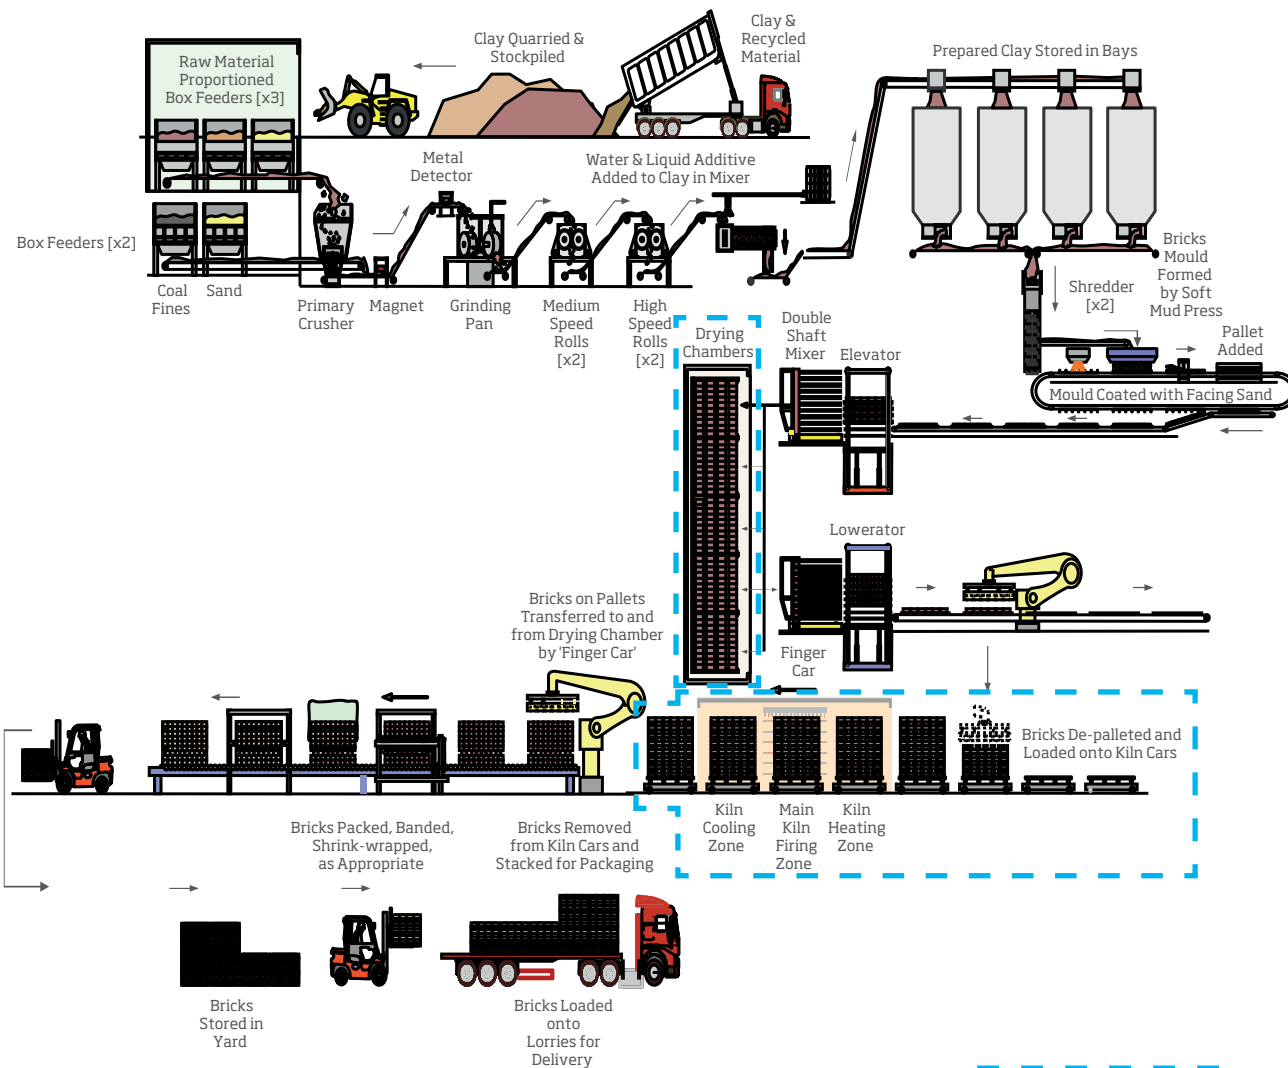 Raw Material
Proportioned
Box Feeders [x3]
Clay Quarried &
Stockpiled
Clay &
Recycled
Material
Prepared Clay Stored in Bays
Metal
Detector
Water & Liquid Additive
Added to Clay in Mixer
Box Feeders [x2]
Coal
Fines
Sand
Primary
Crusher
Magnet
Grinding
Pan
Medium
Speed
Rolls
[x2]
High
Speed
Rolls
[x2]
Drying
Chambers
Double
Shaft
Mixer
Elevator
Shredder
[x2]
Bricks
Mould
Formed
by Soft
Mud Press
Pallet
Added
Mould Coated with Facing Sand
Lowerator
Finger
Car
Bricks on Pallets
Transferred to and
from Drying Chamber
by 'Finger Car'
Bricks De-palleted and
Loaded onto Kiln Cars
Kiln
Cooling
Zone
Main
Kiln
Firing
Zone
Kiln
Heating
Zone
Bricks Packed, Banded,
Shrink-wrapped,
as Appropriate
Bricks Removed
from Kiln Cars and
Stacked for Packaging
Bricks
Stored in
Yard
Bricks Loaded
onto
Lorries for
Delivery